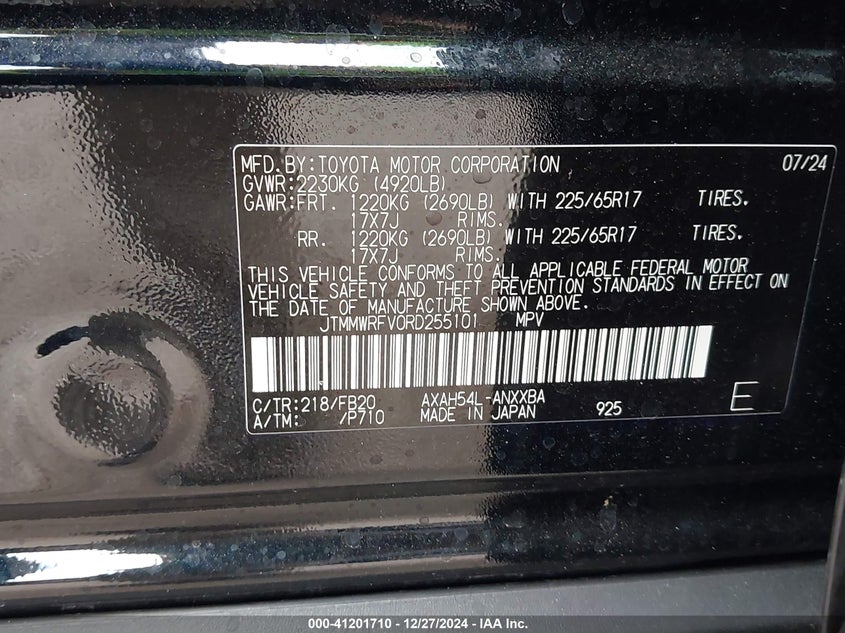 MFD.BY:TOYOTA MOTOR CORPORATION 07/24
GVWR:2230KG (4920LB)
GAWR:FRT. 1220KG (2690LB) WITH 225/65R17 TIRES.
17X7J RIMS.
RR. 1220KG (2690LB) WITH 225/65R17 TIRES.
17X7J RIMS.
THIS VEHICLE CONFORMS TO ALL APPLICABLE FEDERAL MOTOR
VEHICLE SAFETY AND THEFT PREVENTION STANDARDS IN EFFECT ON
THE DATE OF MANUFACTURE SHOWN ABOVE.
JTMMWRFV0RD255101 MPV
C/TR:218/FB20 AXAH54L-ANXXBA
A/TM: /P710 MADE IN JAPAN 925 E
000-41201710 - 12/27/2024 - IAA Inc.